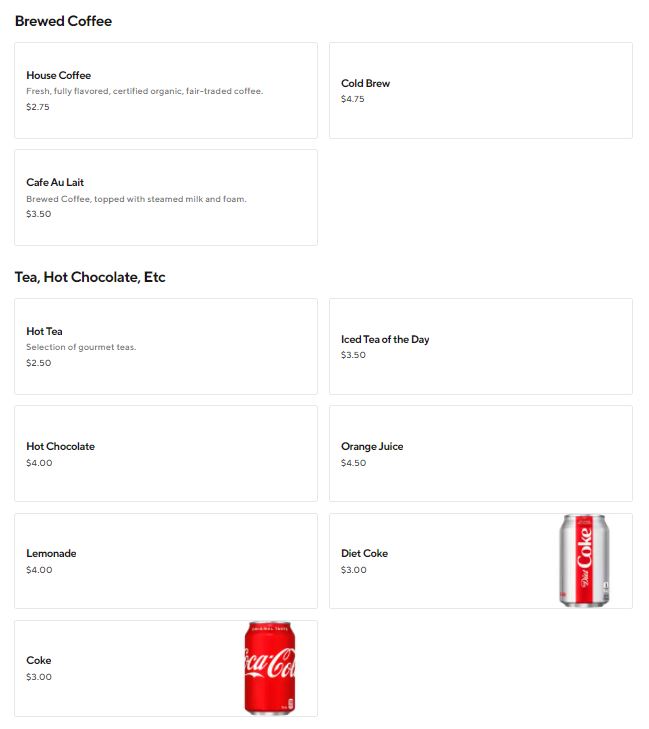 Brewed Coffee
House Coffee
Fresh, fully flavored, certified organic, fair-traded coffee.
$2.75
Cold Brew
$4.75
Cafe Au Lait
Brewed Coffee, topped with steamed milk and foam.
$3.50
Tea, Hot Chocolate, Etc
Hot Tea
Selection of gourmet teas.
$2.50
Iced Tea of the Day
$3.50
Hot Chocolate
$4.00
Orange Juice
$4.50
Lemonade
$4.00
Diet Coke
$3.00
Diet Coke
Coke
$3.00
ORIGINAL TASTE
Coca-Cola